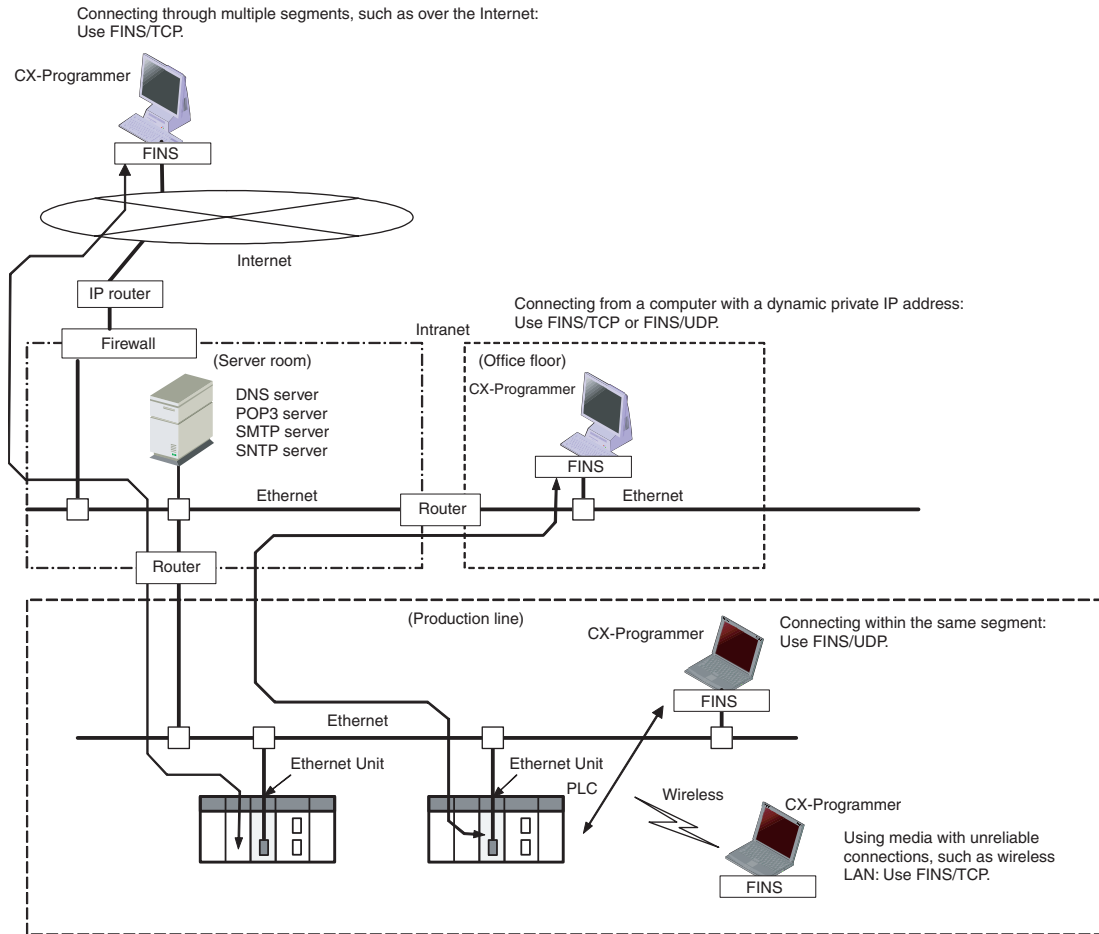 Connecting through multiple segments, such as over the Internet:
Use FINS/TCP.
CX-Programmer
FINS
Internet
IP router
Connecting from a computer with a dynamic private IP address:
Use FINS/TCP or FINS/UDP.
Intranet
Firewall
(Server room)
(Office floor)
CX-Programmer
DNS server
POP3 server
SMTP server
SNTP server
FINS
Ethernet
Router
Ethernet
Router
(Production line)
CX-Programmer
Connecting within the same segment:
Use FINS/UDP.
FINS
Ethernet
Ethernet Unit
Ethernet Unit
PLC
Wireless
CX-Programmer
Using media with unreliable
connections, such as wireless
LAN: Use FINS/TCP.
FINS